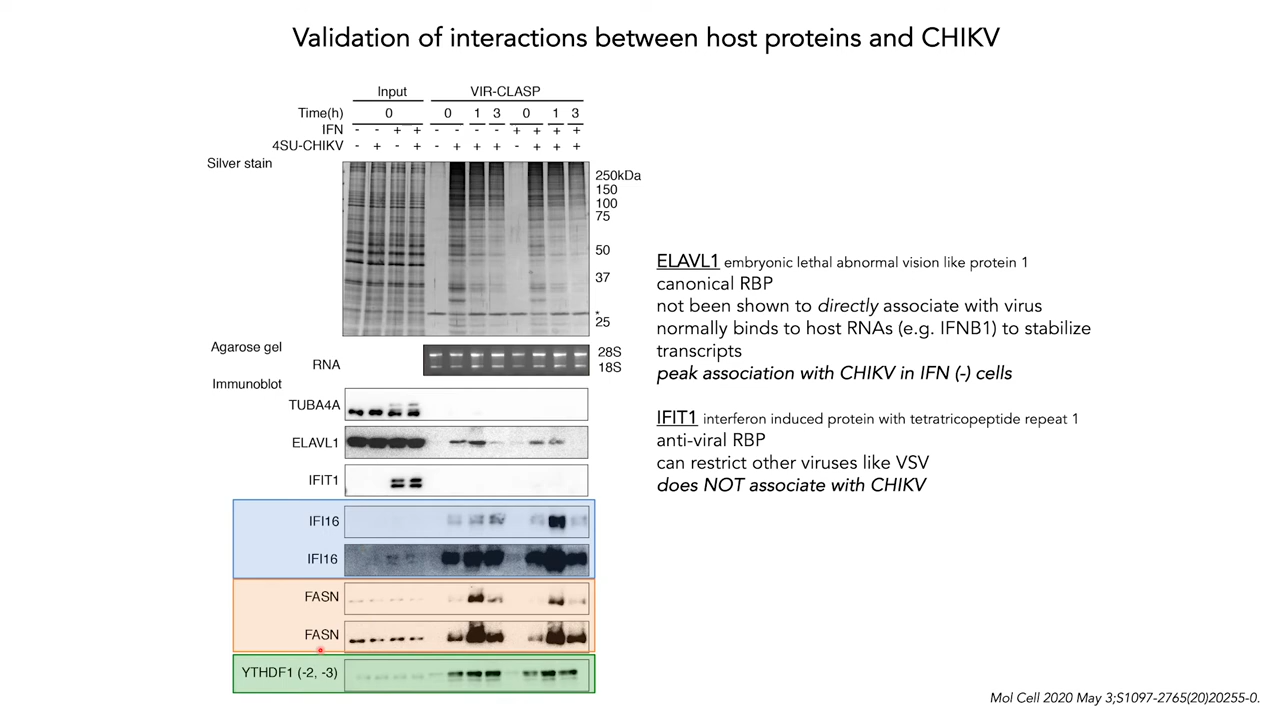 Validation of interactions between host proteins and CHIKV
Input VIR-CLASP
Time(h) 0 0 1 3 0 1 3
IFN - - + + - - - - + + + +
4SU-CHIKV - + - + - + + + - + + +
Silver stain
250kDa
150
100
75
50
37
*
25
Agarose gel
RNA
28S
18S
Immunoblot
TUBA4A
ELAVL1
IFIT1
IFI16
IFI16
FASN
FASN
YTHDF1 (-2, -3)
ELAVL1 embryonic lethal abnormal vision like protein 1
canonical RBP
not been shown to directly associate with virus
normally binds to host RNAs (e.g. IFNB1) to stabilize
transcripts
peak association with CHIKV in IFN (-) cells
IFIT1 interferon induced protein with tetratricopeptide repeat 1
anti-viral RBP
can restrict other viruses like VSV
does NOT associate with CHIKV
Mol Cell 2020 May 3;S1097-2765(20)20255-0.